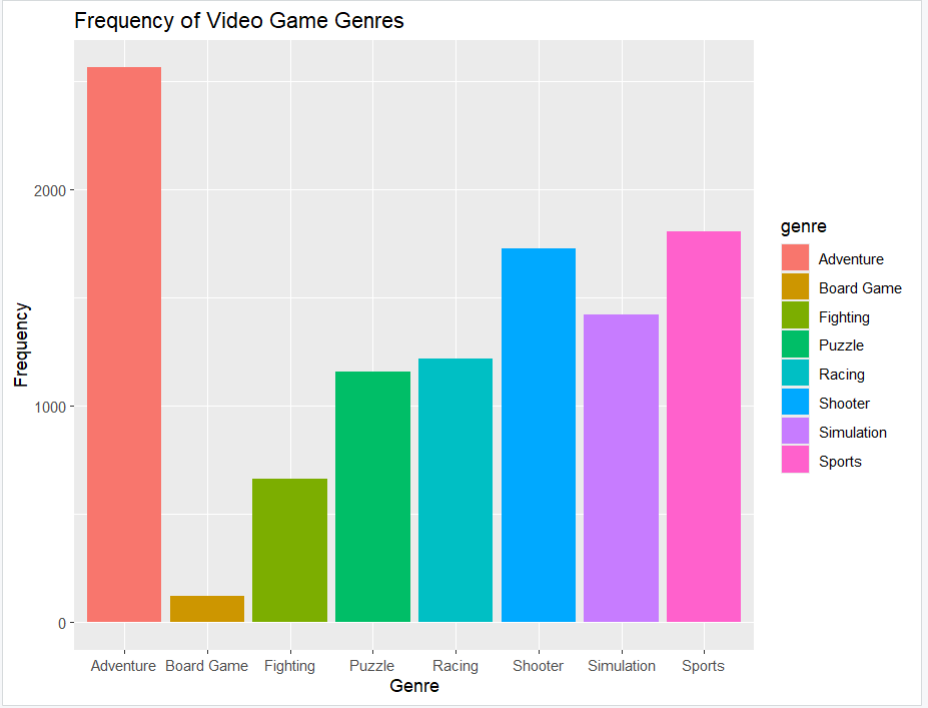 Frequency of Video Game Genres
Frequency
2000
1000
0
Adventure Board Game Fighting Puzzle Racing Shooter Simulation Sports
Genre
genre
Adventure
Board Game
Fighting
Puzzle
Racing
Shooter
Simulation
Sports